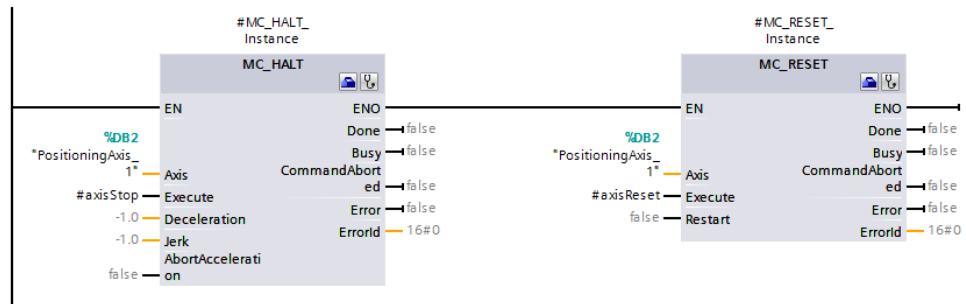 #MC_HALT_
Instance
MC_HALT
EN
ENO
Done
false
%DB2
Busy
false
"PositioningAxis_
1"
Axis
CommandAbort
ed
false
#axisStop
Execute
Error
false
-1.0
Deceleration
ErrorId
16#0
-1.0
Jerk
AbortAccelerati
false
on
#MC_RESET_
Instance
MC_RESET
EN
ENO
Done
false
%DB2
Busy
false
"PositioningAxis_
1"
Axis
CommandAbort
ed
false
#axisReset
Execute
Error
false
false
Restart
ErrorId
16#0